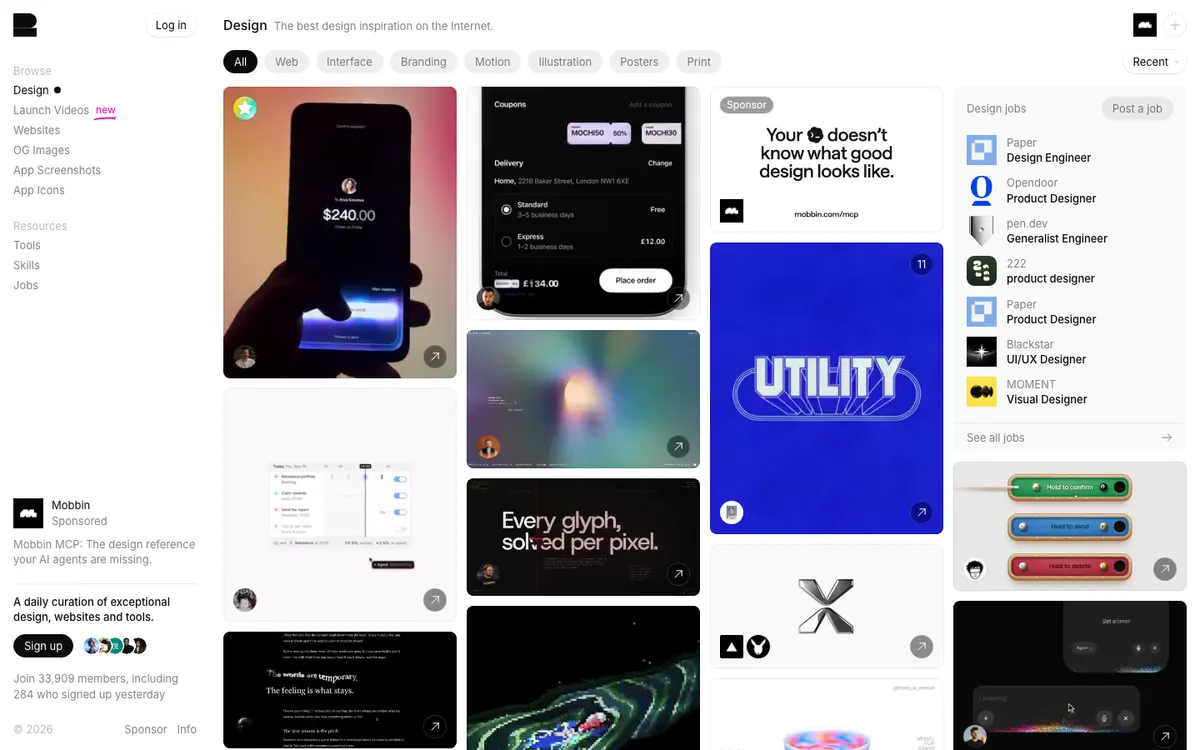 Log in
Browse
Design
Launch Videos new
Websites
OG Images
App Screenshots
App Icons
Resources
Tools
Skills
Jobs
Mobbin
Sponsored
Mobbin MCP: The design reference
your AI agents are missing.
A daily curation of exceptional
design, websites and tools.
Sign up
Join 33,909 members, including
284 who signed up yesterday
© 2026
Sponsor Info
Design The best design inspiration on the Internet.
All
Web
Interface
Branding
Motion
Illustration
Posters
Print
Recent
$240.00
Main balance
The words are temporary,
The feeling is what stays.
Coupons
Add a coupon
MOCHI50 50%
MOCHI30
Delivery
Change
Home, 221B Baker Street, London NW1 6XE
Standard
3–5 business days
Free
Express
1–2 business days
£12.00
Total
£134.00
Place order
Every glyph,
solved per pixel.
Sponsor
Your doesn't
know what good
design looks like.
mobbin.com/mcp
11
UTILITY
Design jobs
Post a job
Paper
Design Engineer
Opendoor
Product Designer
pen.dev
Generalist Engineer
222
product designer
Paper
Product Designer
Blackstar
UI/UX Designer
MOMENT
Visual Designer
See all jobs
Hold to confirm
Hold to send
Hold to delete
Set a timer